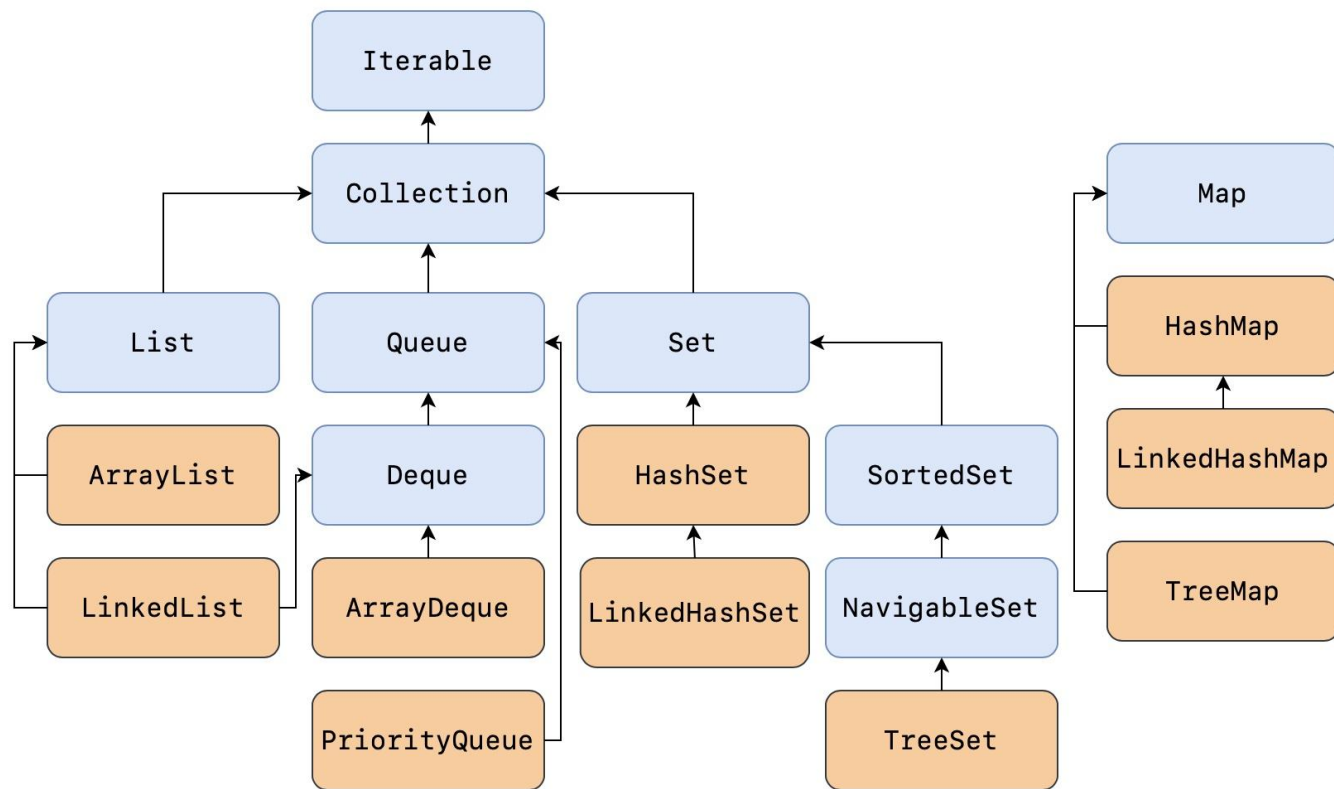 Iterable
Collection
Map
List
Queue
Set
HashMap
ArrayList
Deque
HashSet
SortedSet
LinkedHashMap
LinkedList
ArrayDeque
LinkedHashSet
NavigableSet
TreeMap
PriorityQueue
TreeSet